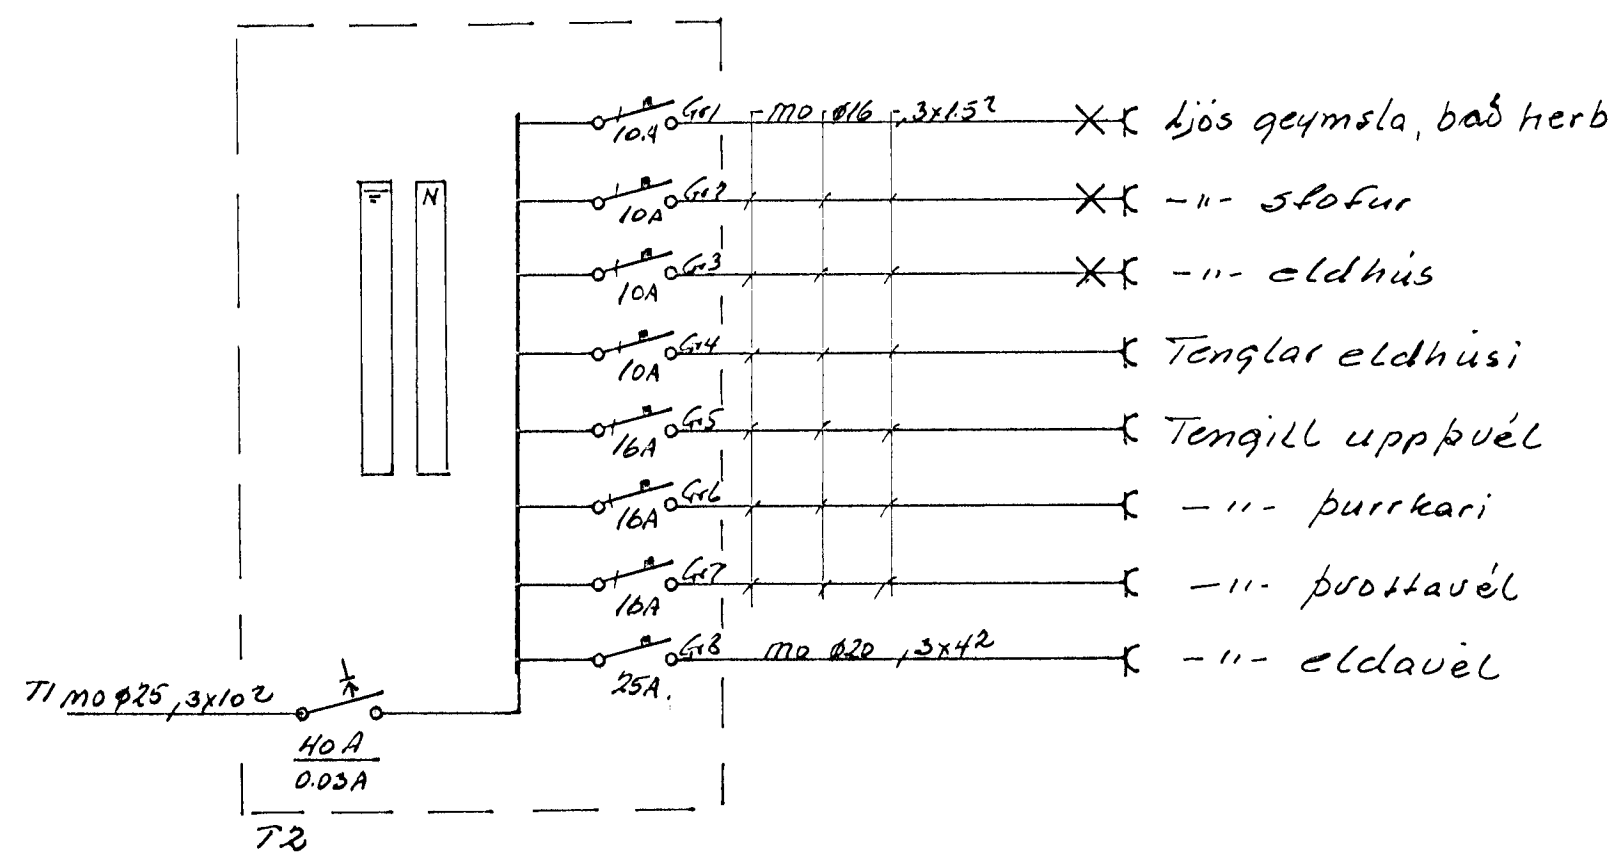 Gr1 mo ø16, 3x1.5² Ljós geymsla, bað herb
10A
N
Gr2 -"- stofur
10A
Gr3 -"- eldhús
10A
Gr4 Tenglar eldhúsi
10A
Gr5 Tengill uppþvél
16A
Gr6 -"- þurrkari
16A
Gr7 -"- þvottavél
16A
Gr8 mo ø20, 3x4² -"- eldavél
25A.
T1 mo ø25, 3x10²
40A
0.03A
T2